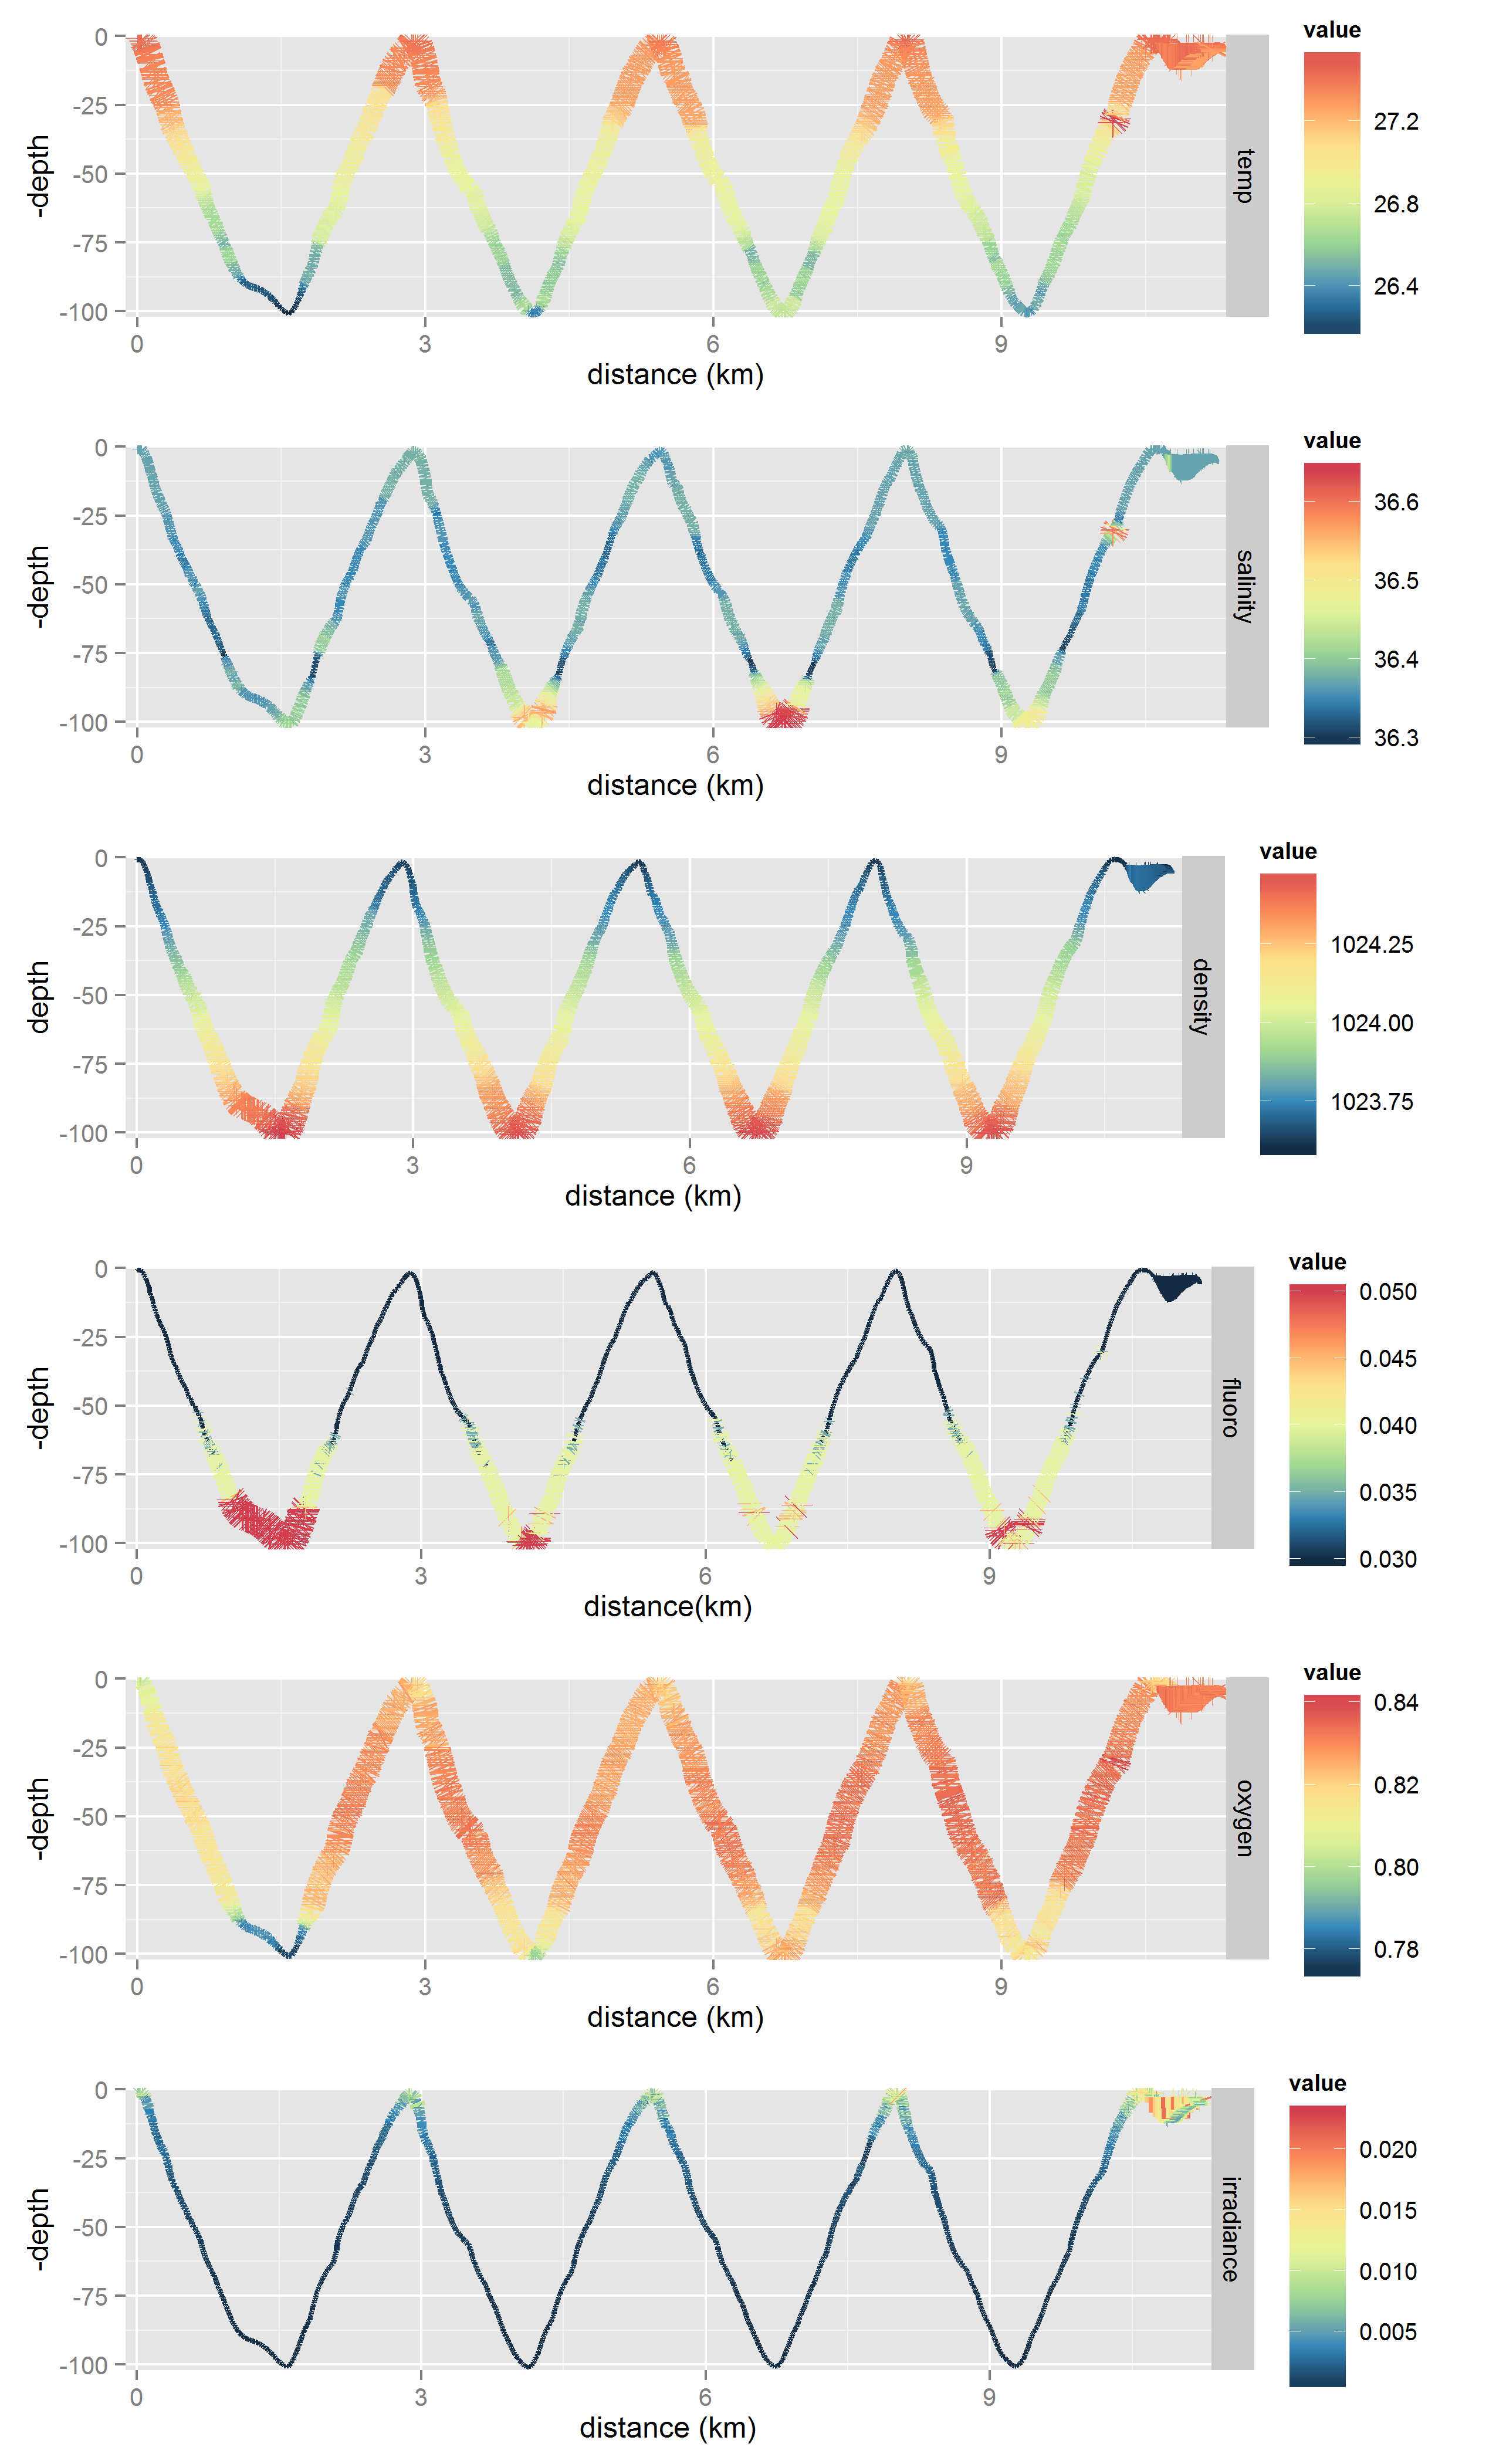 value
0
-25
-50
-75
-100
-depth
temp
27.2
26.8
26.4
0 3 6 9
distance (km)
value
0
-25
-50
-75
-100
-depth
salinity
36.6
36.5
36.4
36.3
0 3 6 9
distance (km)
value
0
-25
-50
-75
-100
depth
density
1024.25
1024.00
1023.75
0 3 6 9
distance (km)
value
0
-25
-50
-75
-100
-depth
fluoro
0.050
0.045
0.040
0.035
0.030
0 3 6 9
distance(km)
value
0
-25
-50
-75
-100
-depth
oxygen
0.84
0.82
0.80
0.78
0 3 6 9
distance (km)
value
0
-25
-50
-75
-100
-depth
irradiance
0.020
0.015
0.010
0.005
0 3 6 9
distance (km)